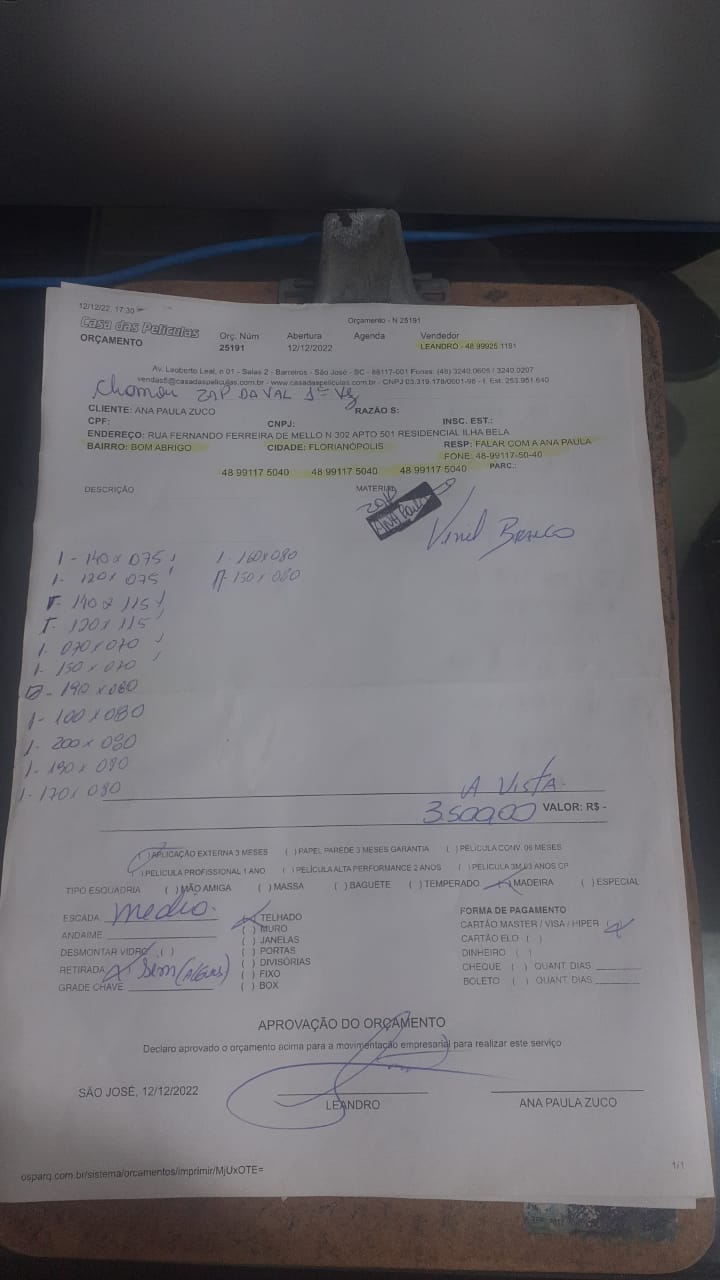 12/12/22, 17:30
Orçamento - N 25191
Casa das Películas
ORÇAMENTO
Orç. Núm
Abertura
Agenda
Vendedor
25191
12/12/2022
LEANDRO - 48 99925 1191
Av. Leoberto Leal, n 01 - Salas 2 - Barreiros - São José - SC - 88117-001 Fones: (48) 3240.0606 / 3240.0207
vendas6@casadaspeliculas.com.br - www.casadaspeliculas.com.br - CNPJ 03.319.178/0001-96 - I. Est. 253.951.640
Chamou ZAP DA VAL 1ª Vez
CLIENTE: ANA PAULA ZUCO
RAZÃO S:
CPF:
CNPJ:
INSC. EST.:
ENDEREÇO: RUA FERNANDO FERREIRA DE MELLO N 302 APTO 501 RESIDENCIAL ILHA BELA
BAIRRO: BOM ABRIGO
CIDADE: FLORIANÓPOLIS
RESP: FALAR COM A ANA PAULA
FONE: 48-99117-50-40
48 99117 5040
48 99117 5040
48 99117 5040
PARC.:
DESCRIÇÃO
MATERIAL
ZAP
ANA Paula
Vinil Branco
1 - 140 x 075
1 - 160 x 080
1 - 120 x 075
150 x 080
140 x 115
120 x 115
1 - 070 x 070
1 - 150 x 070
190 x 080
1 - 100 x 080
1 - 200 x 080
1 - 190 x 080
1 - 170 x 080
A VISTA
3.500,00 VALOR: R$ -
( ) APLICAÇÃO EXTERNA 3 MESES ( ) PAPEL PAREDE 3 MESES GARANTIA ( ) PELÍCULA CONV. 06 MESES
( ) PELÍCULA PROFISSIONAL 1 ANO ( ) PELÍCULA ALTA PERFORMANCE 2 ANOS ( ) PELÍCULA 3M 03 ANOS CP
TIPO ESQUADRIA ( ) MÃO AMIGA ( ) MASSA ( ) BAGUETE ( ) TEMPERADO ( ) MADEIRA ( ) ESPECIAL
ESCADA medio.
ANDAIME
DESMONTAR VIDRO ( )
RETIRADA X Sim (Alguns)
GRADE CHAVE
(X) TELHADO
( ) MURO
( ) JANELAS
( ) PORTAS
( ) DIVISÓRIAS
( ) FIXO
( ) BOX
FORMA DE PAGAMENTO
CARTÃO MASTER / VISA / HIPER (X)
CARTÃO ELO ( )
DINHEIRO ( )
CHEQUE ( ) QUANT DIAS
BOLETO ( ) QUANT DIAS
APROVAÇÃO DO ORÇAMENTO
Declaro aprovado o orçamento acima para a movimentação empresarial para realizar este serviço
SÃO JOSÉ, 12/12/2022
LEANDRO
ANA PAULA ZUCO
osparq.com.br/sistema/orcamentos/imprimir/MjUxOTE=
1/1